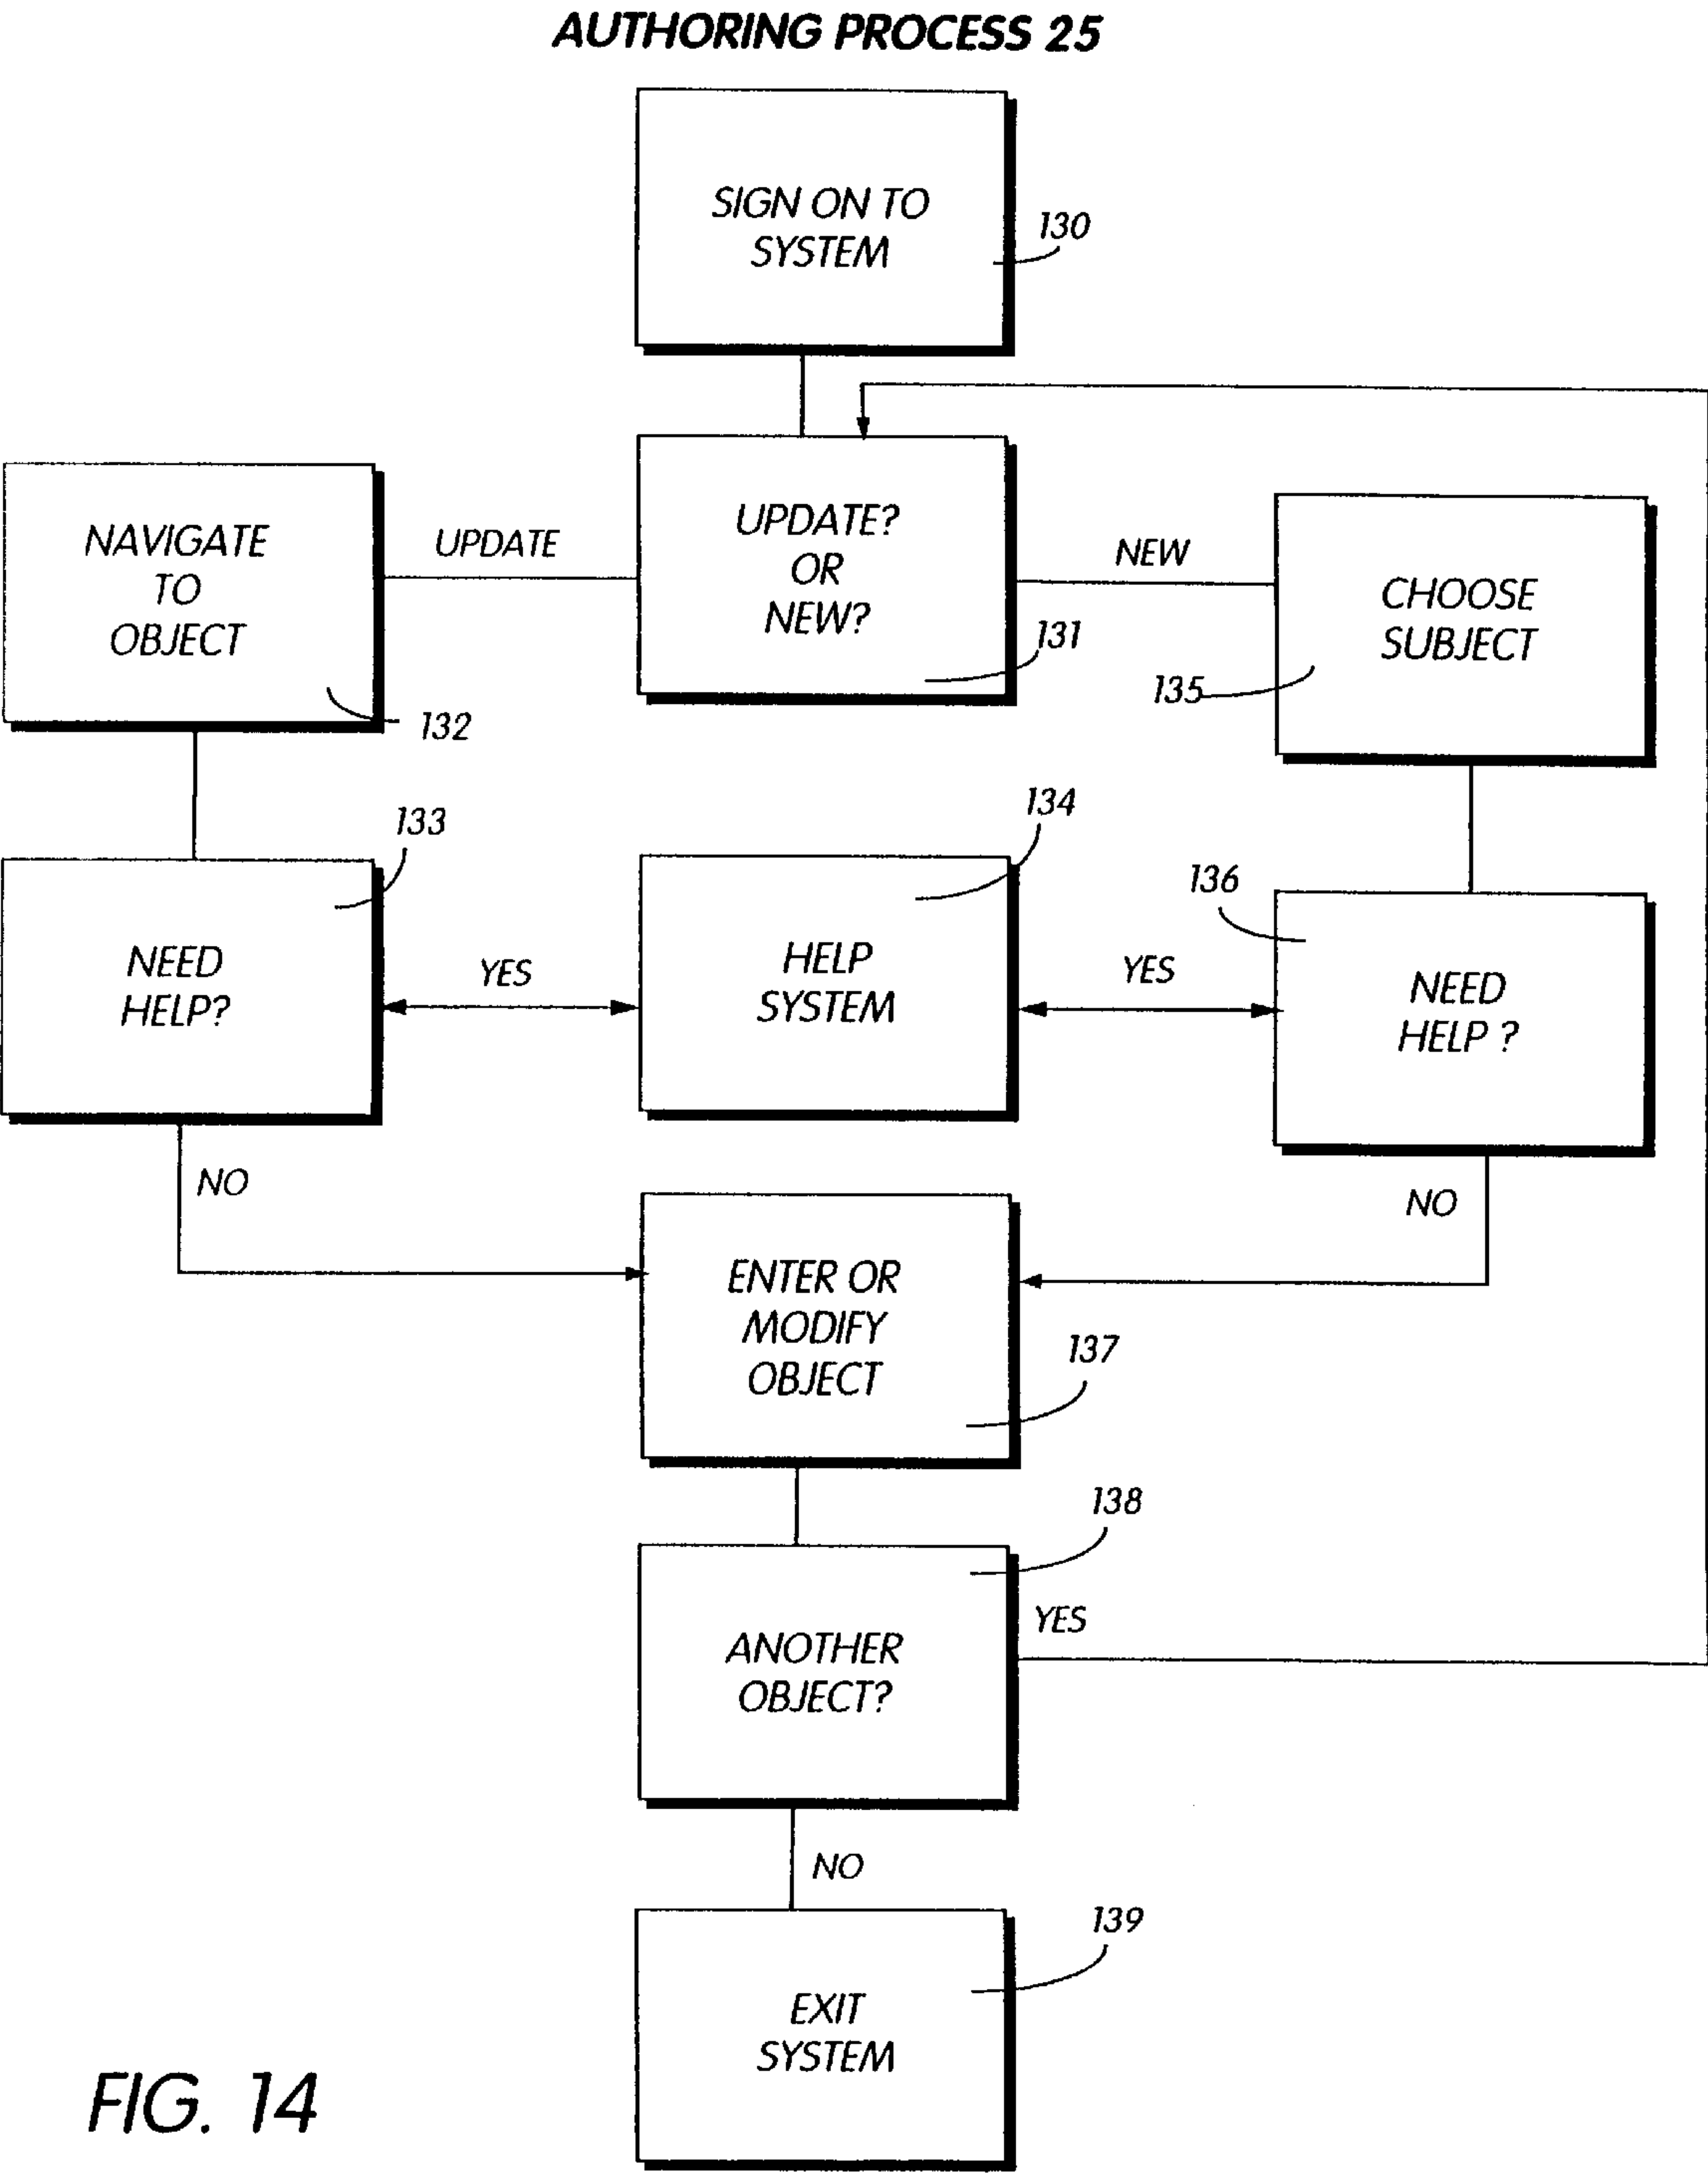 AUTHORING PROCESS 25
SIGN ON TO
SYSTEM
130
NAVIGATE
TO
OBJECT
132
UPDATE
UPDATE?
OR
NEW?
131
NEW
CHOOSE
SUBJECT
135
133
NEED
HELP?
YES
134
HELP
SYSTEM
YES
136
NEED
HELP ?
NO
NO
ENTER OR
MODIFY
OBJECT
137
138
ANOTHER
OBJECT?
YES
NO
139
EXIT
SYSTEM
FIG. 14